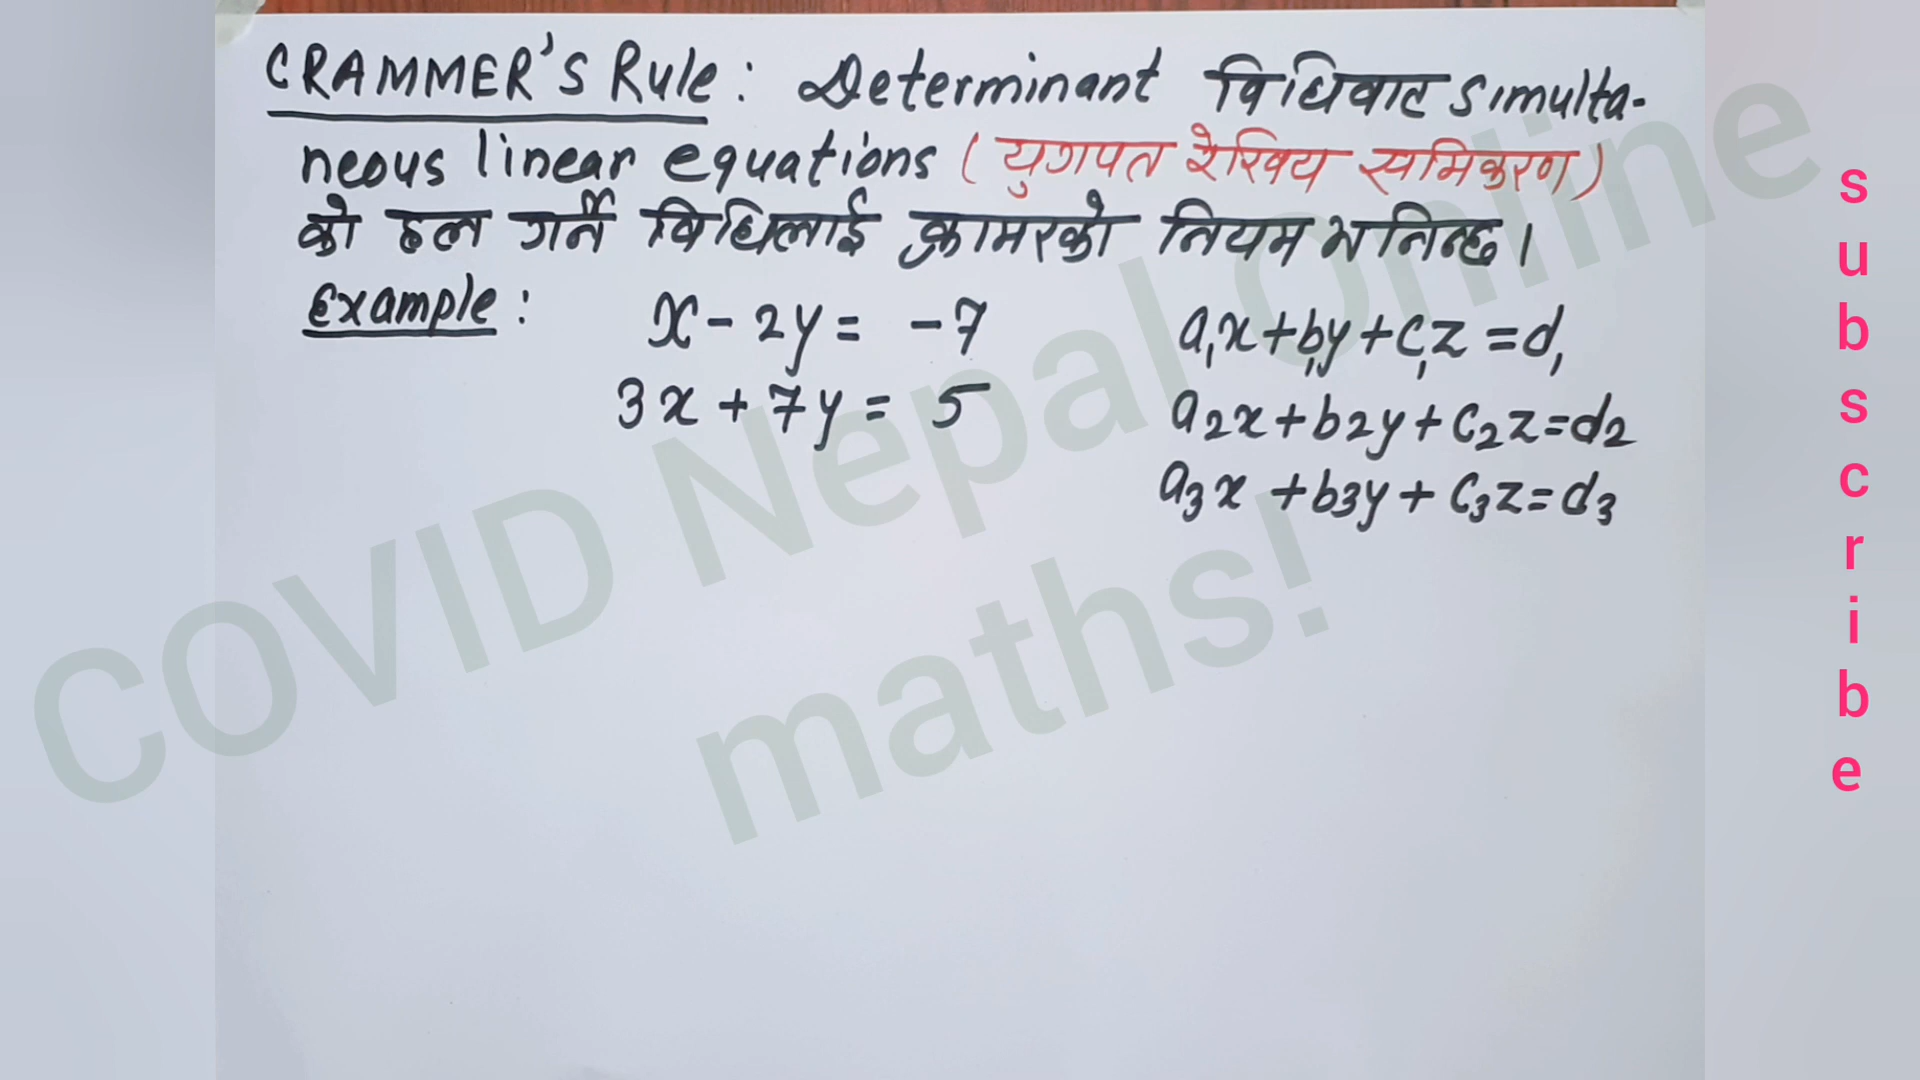 CRAMMER'S Rule: Determinant विधिवाट simulta-
neous linear equations (युगपत रेखिय समिकरण)
को हल गर्ने विधिलाई क्रामरको नियम भनिन्छ।
Example: x - 2y = -7
3x + 7y = 5
a₁x + b₁y + c₁z = d₁
a₂x + b₂y + c₂z = d₂
a₃x + b₃y + c₃z = d₃
COVID Nepal Online
maths!
subscribe